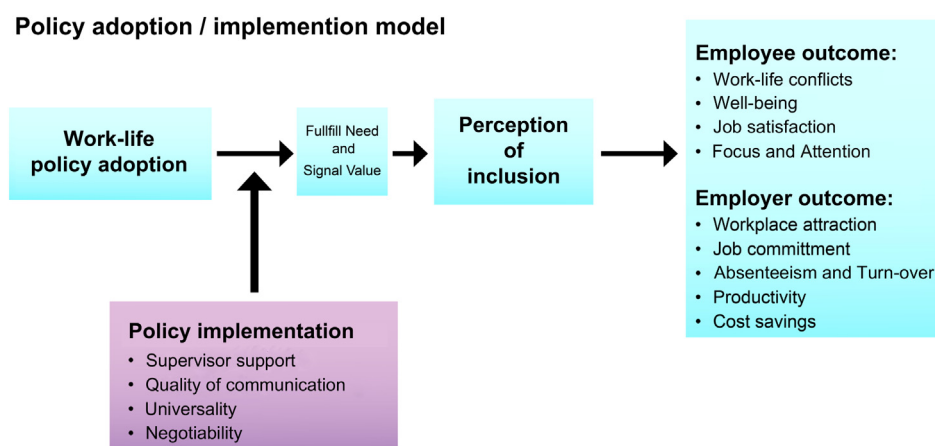 Policy adoption / implemention model
Work-life
policy adoption
Fullfill Need
and
Signal Value
Perception
of
inclusion
Employee outcome:
• Work-life conflicts
• Well-being
• Job satisfaction
• Focus and Attention
Employer outcome:
• Workplace attraction
• Job committment
• Absenteeism and Turn-over
• Productivity
• Cost savings
Policy implementation
• Supervisor support
• Quality of communication
• Universality
• Negotiability